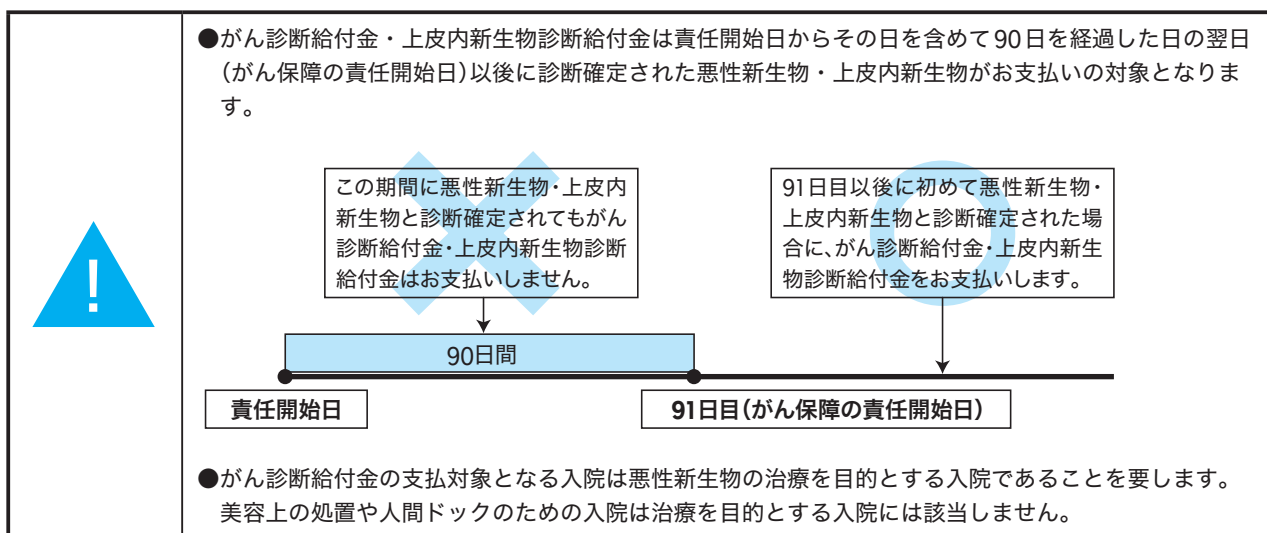 ●がん診断給付金・上皮内新生物診断給付金は責任開始日からその日を含めて90日を経過した日の翌日
(がん保障の責任開始日)以後に診断確定された悪性新生物・上皮内新生物がお支払いの対象となりま
す。
この期間に悪性新生物・上皮内
新生物と診断確定されてもがん
診断給付金・上皮内新生物診断
給付金はお支払いしません。
91日目以後に初めて悪性新生物・
上皮内新生物と診断確定された場
合に、がん診断給付金・上皮内新生
物診断給付金をお支払いします。
!
90日間
責任開始日
91日目(がん保障の責任開始日)
●がん診断給付金の支払対象となる入院は悪性新生物の治療を目的とする入院であることを要します。
美容上の処置や人間ドックのための入院は治療を目的とする入院には該当しません。